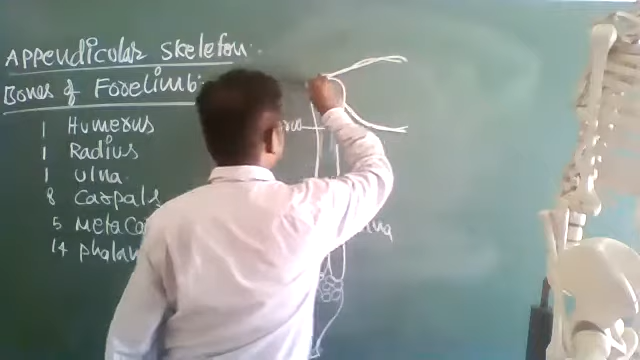 Appendicular Skeleton:
Bones of Forelimb:
1 Humerus
1 Radius
1 Ulna
8 Carpals
5 MetaCa
14 Phalan